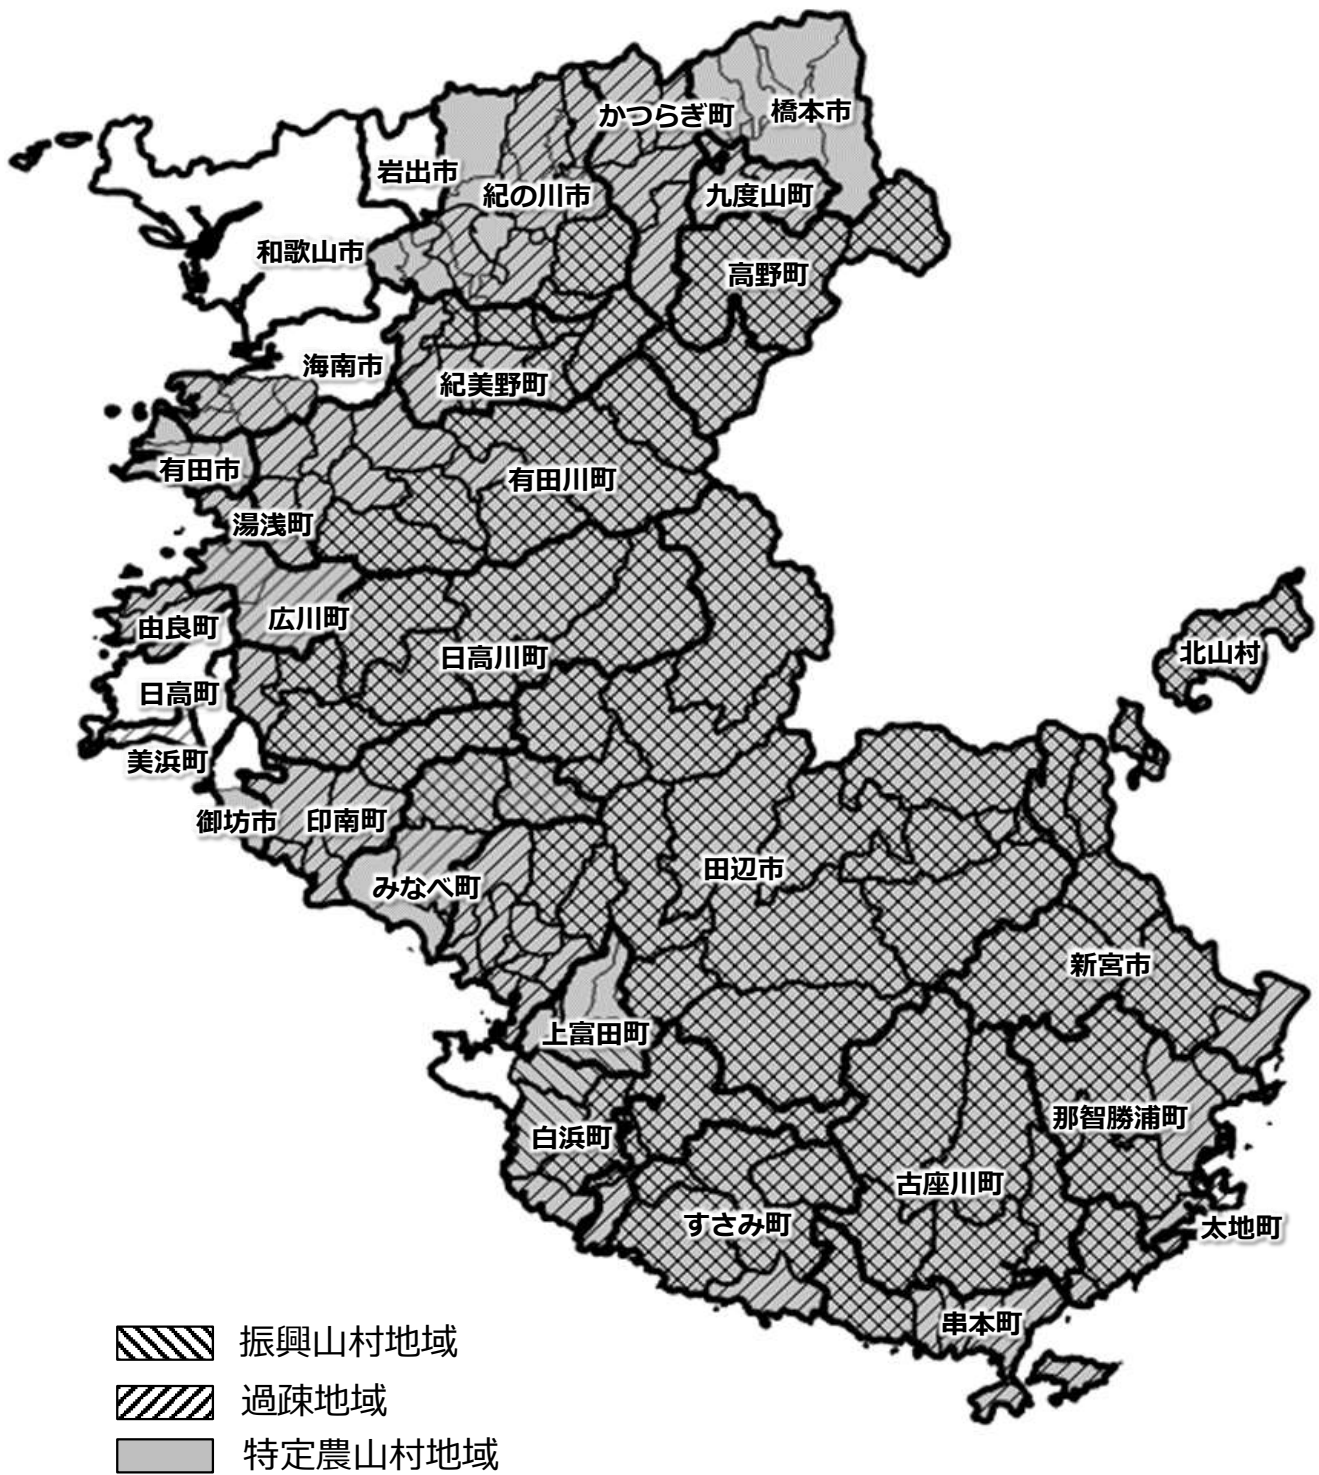 かつらぎ町
橋本市
岩出市
紀の川市
九度山町
和歌山市
高野町
海南市
紀美野町
有田市
有田川町
湯浅町
広川町
由良町
日高川町
北山村
日高町
美浜町
御坊市
印南町
みなべ町
田辺市
新宮市
上富田町
那智勝浦町
白浜町
古座川町
すさみ町
太地町
串本町
振興山村地域
過疎地域
特定農山村地域